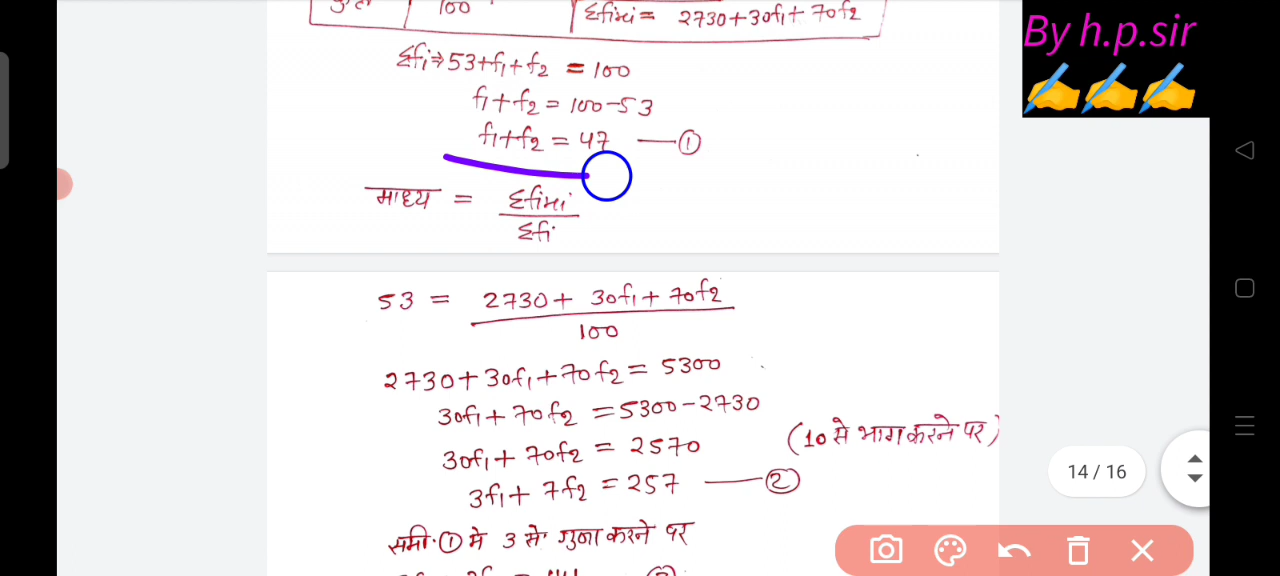 100
Σfixi = 2730+30f₁+70f₂
By h.p.sir
Σfi⇒53+f₁+f₂ = 100
f₁+f₂ = 100-53
f₁+f₂ = 47 —①
माध्य = Σfixi / Σfi
53 = 2730+ 30f₁+ 70f₂ / 100
2730+30f₁+70f₂ = 5300
30f₁+70f₂ =5300-2730
(10 से भाग करने पर)
30f₁+ 70f₂ = 2570
3f₁+ 7f₂ = 257 —②
14 / 16
समी.① मे 3 से गुना करने पर